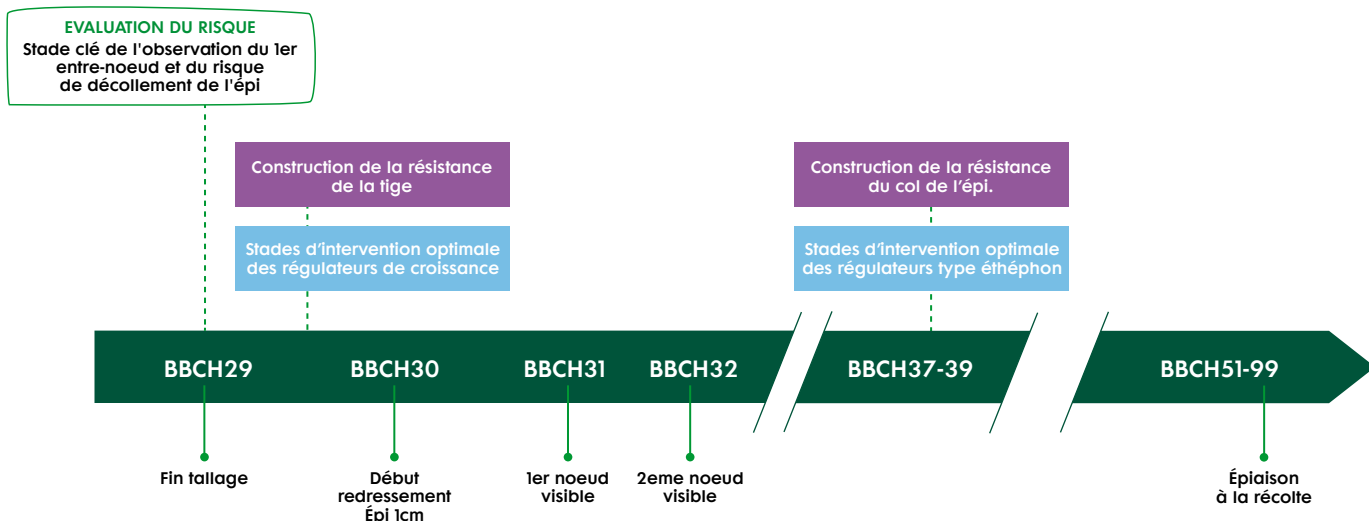 EVALUATION DU RISQUE
Stade clé de l'observation du 1er
entre-noeud et du risque
de décollement de l'épi
Construction de la résistance
de la tige
Construction de la résistance
du col de l'épi.
Stades d'intervention optimale
des régulateurs de croissance
Stades d'intervention optimale
des régulateurs type éthéphon
BBCH29
BBCH30
BBCH31
BBCH32
BBCH37-39
BBCH51-99
Fin tallage
Début
redressement
Épi 1cm
1er noeud
visible
2eme noeud
visible
Épiaison
à la récolte